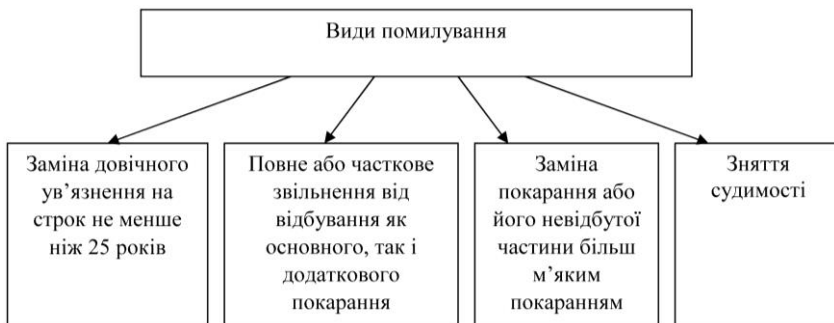 Види помилування
Заміна довічного
ув’язнення на
строк не менше
ніж 25 років
Повне або часткове
звільнення від
відбування як
основного, так і
додаткового
покарання
Заміна
покарання або
його невідбутої
частини більш
м’яким
покаранням
Зняття
судимості